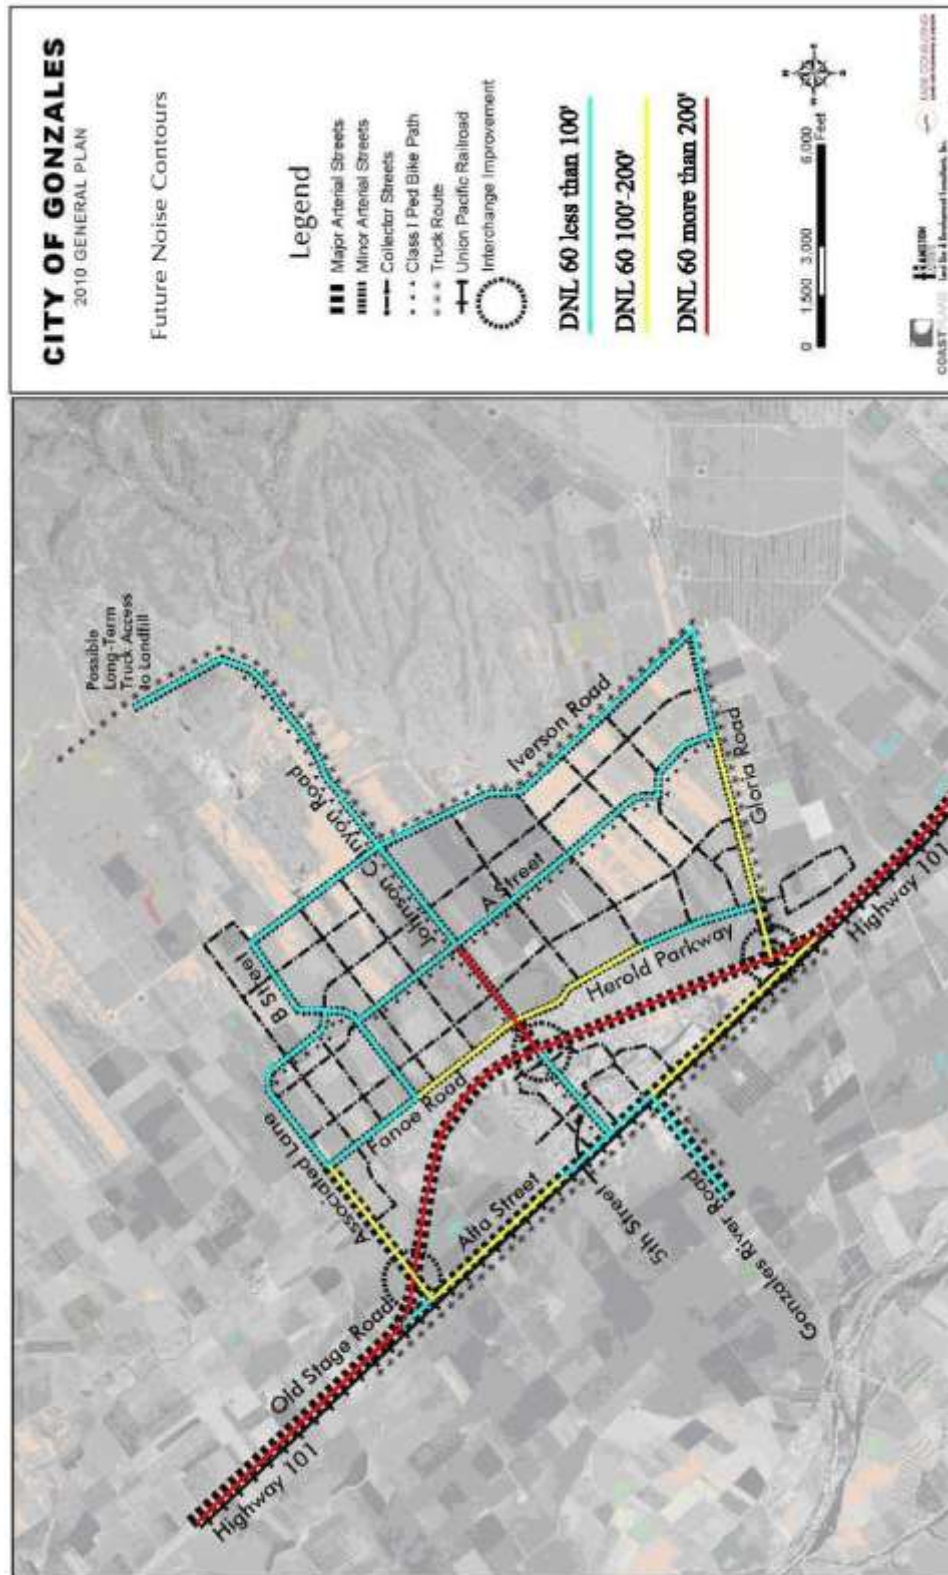 CITY OF GONZALES
2010 GENERAL PLAN
Future Noise Contours
Legend
Major Arterial Streets
Minor Arterial Streets
Collector Streets
Class I Ped Bike Path
Truck Route
Union Pacific Railroad
Interchange Improvement
DNL 60 less than 100'
DNL 60 100'-200'
DNL 60 more than 200'
0 1,500 3,000 6,000
Feet
COAST
Possible
Long-Term
Truck Access
to Landfill
Johnson Canyon Road
Iverson Road
B Street
A Street
Gloria Road
Herold Parkway
Fanoe Road
Associated Lane
Highway 101
Alta Street
5th Street
Gonzales River Road
Old Stage Road
Highway 101